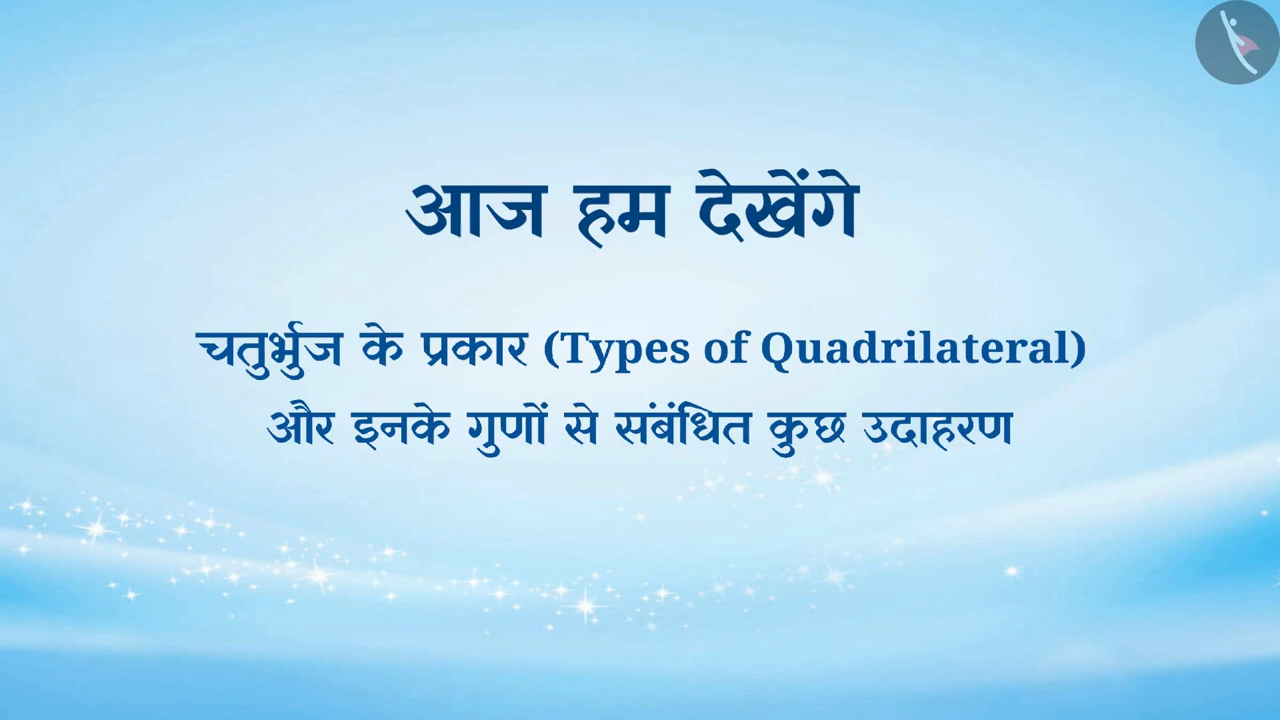 आज हम देखेंगे
चतुर्भुज के प्रकार (Types of Quadrilateral)
और इनके गुणों से संबंधित कुछ उदाहरण